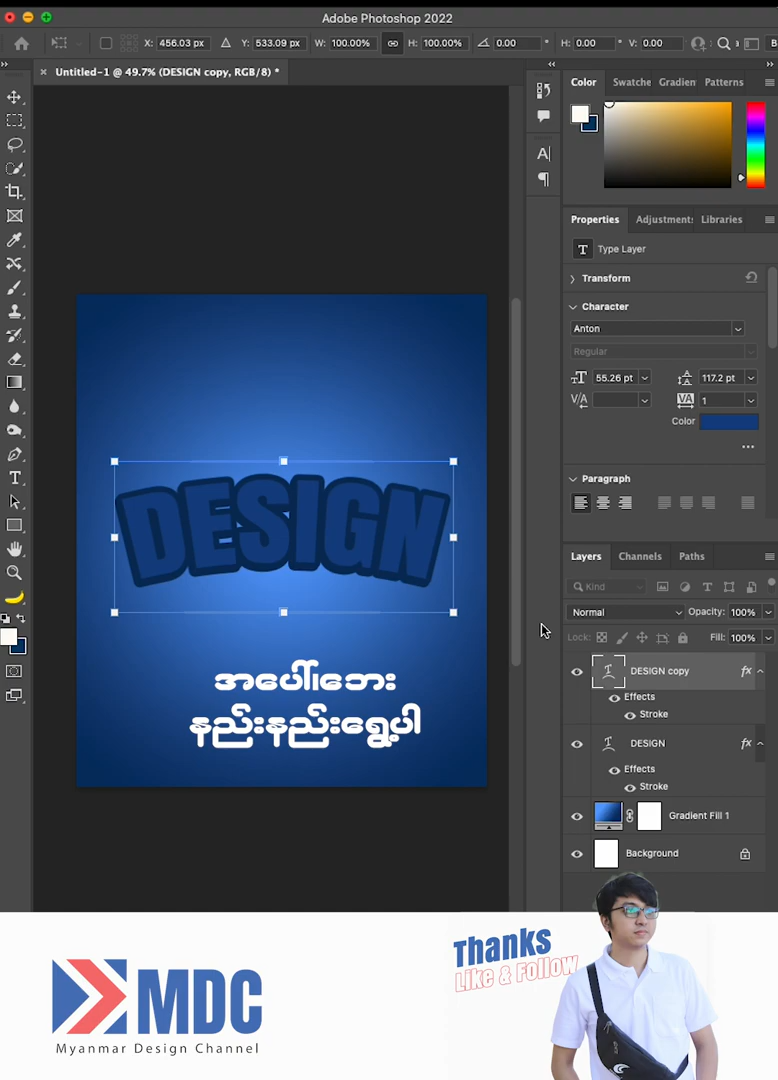 Adobe Photoshop 2022
X: 456.03 px
Y: 533.09 px
W: 100.00%
H: 100.00%
0.00 °
H: 0.00 °
V: 0.00 °
Untitled-1 @ 49.7% (DESIGN copy, RGB/8) *
Color
Swatche
Gradien
Patterns
Properties
Adjustments
Libraries
T Type Layer
Transform
Character
Anton
Regular
55.26 pt
117.2 pt
V/A
VA 1
Color
Paragraph
Layers
Channels
Paths
Kind
Normal
Opacity: 100%
Lock:
Fill: 100%
DESIGN copy
fx
Effects
Stroke
DESIGN
fx
Effects
Stroke
Gradient Fill 1
Background
DESIGN
အပေါ်၊ဘေး
နည်းနည်းရွှေ့ပါ
MDC
Myanmar Design Channel
Thanks
Like & Follow